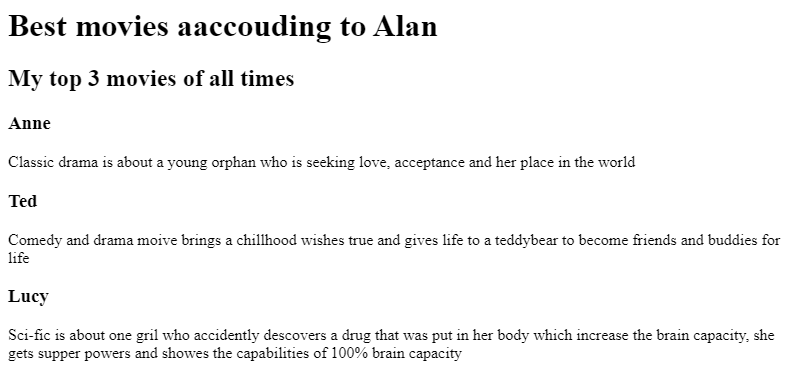 Best movies aaccouding to Alan
My top 3 movies of all times
Anne
Classic drama is about a young orphan who is seeking love, acceptance and her place in the world
Ted
Comedy and drama moive brings a chillhood wishes true and gives life to a teddybear to become friends and buddies for
life
Lucy
Sci-fic is about one gril who accidently descovers a drug that was put in her body which increase the brain capacity, she
gets supper powers and showes the capabilities of 100% brain capacity